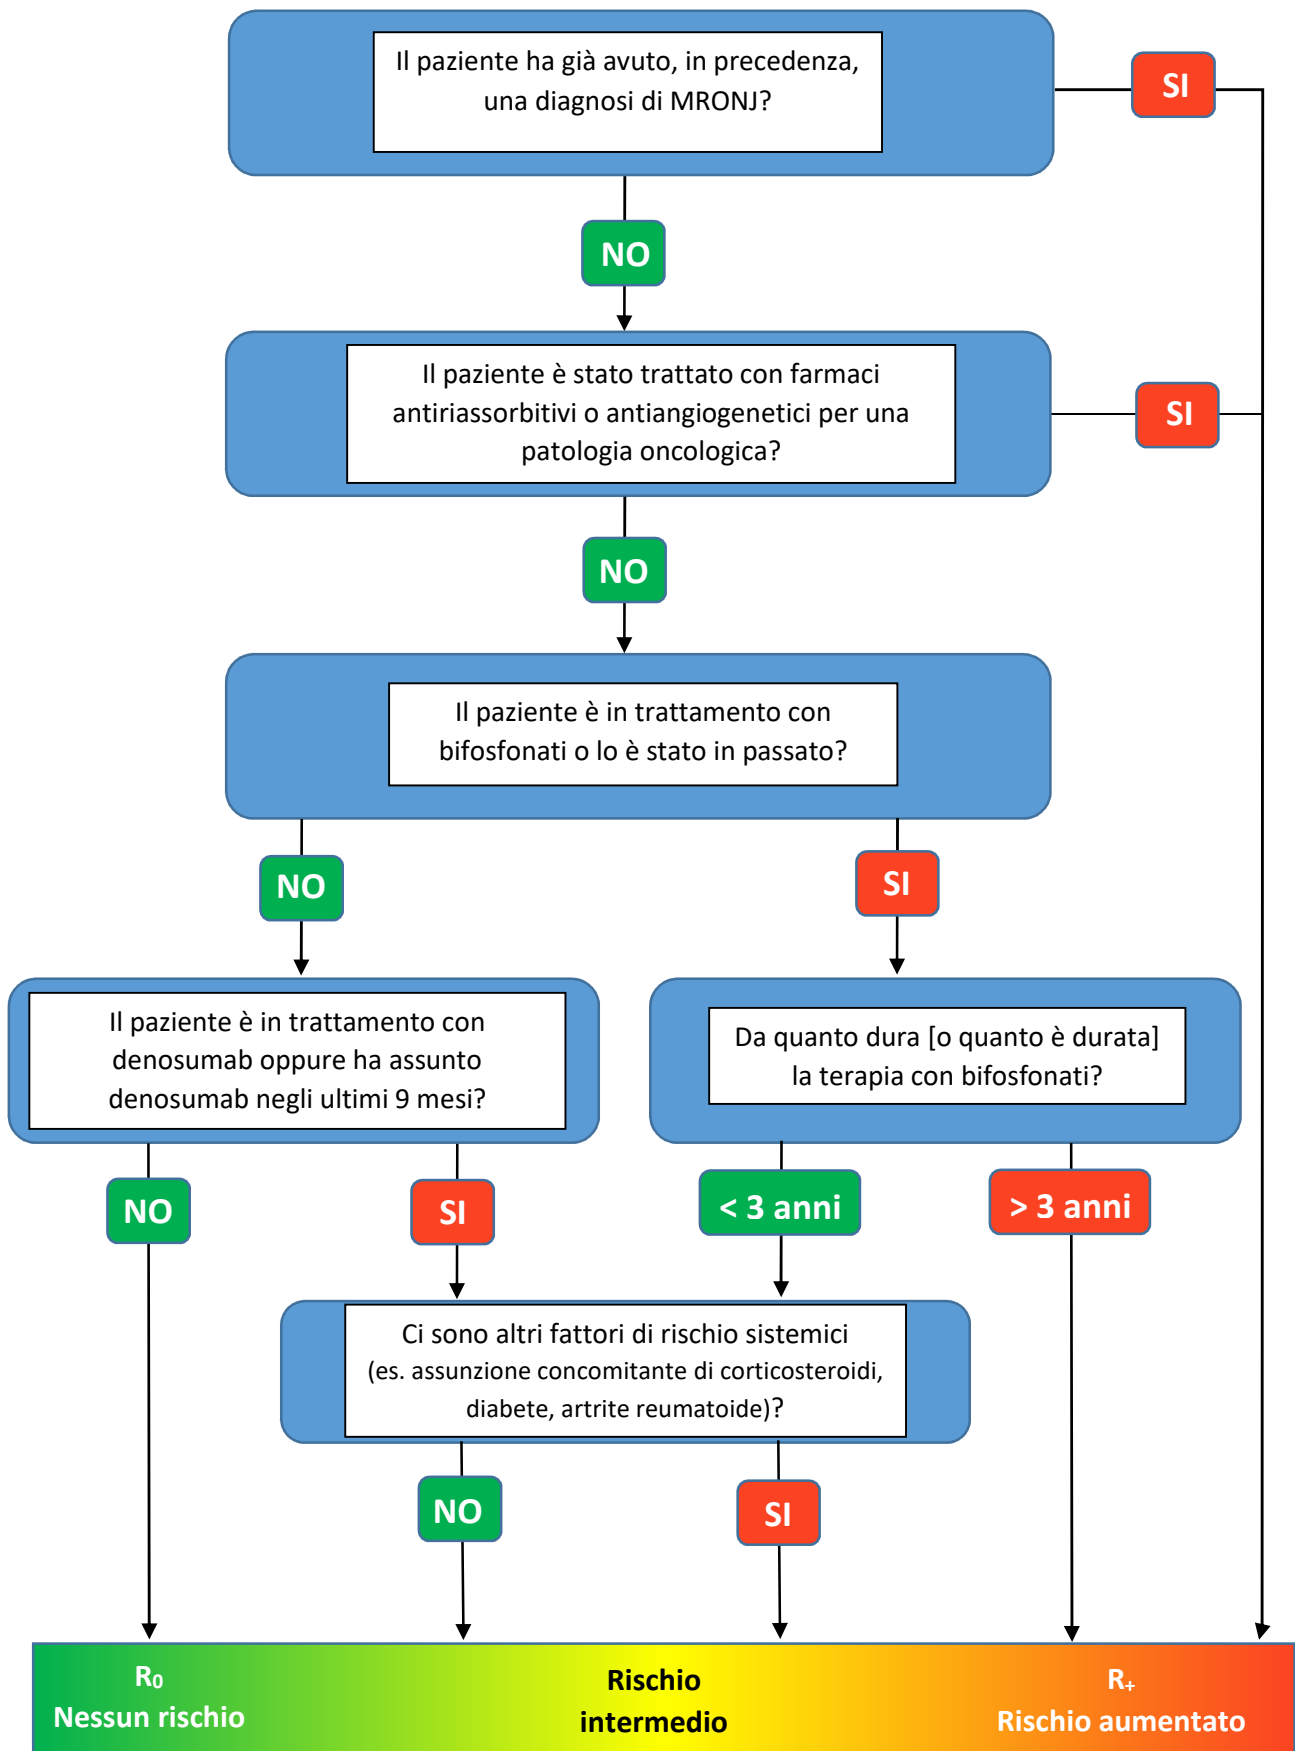 Il paziente ha già avuto, in precedenza,
una diagnosi di MRONJ?
SI
NO
Il paziente è stato trattato con farmaci
antiriassorbitivi o antiangiogenetici per una
patologia oncologica?
SI
NO
Il paziente è in trattamento con
bifosfonati o lo è stato in passato?
NO
SI
Il paziente è in trattamento con
denosumab oppure ha assunto
denosumab negli ultimi 9 mesi?
Da quanto dura [o quanto è durata]
la terapia con bifosfonati?
NO
SI
< 3 anni
> 3 anni
Ci sono altri fattori di rischio sistemici
(es. assunzione concomitante di corticosteroidi,
diabete, artrite reumatoide)?
NO
SI
R₀
Nessun rischio
Rischio
intermedio
R₊
Rischio aumentato